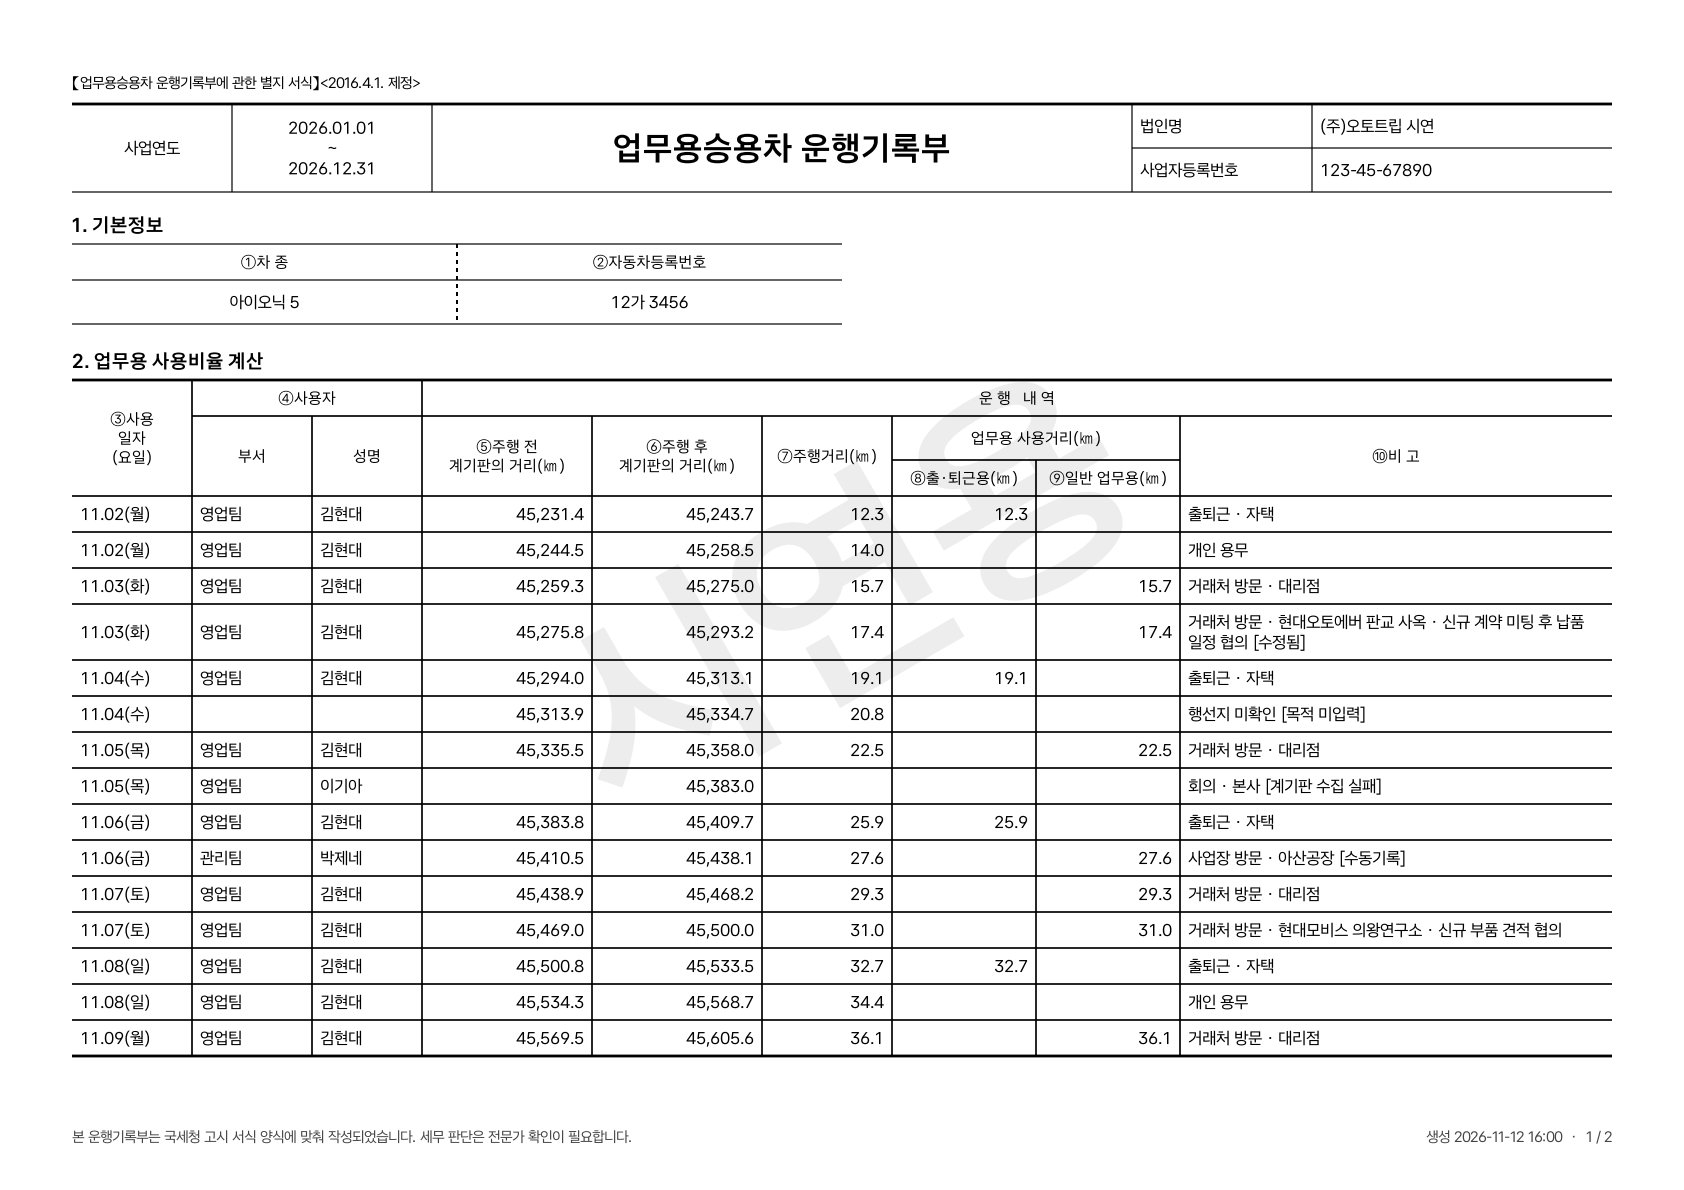 【업무용승용차 운행기록부에 관한 별지 서식】<2016.4.1. 제정>
사업연도
2026.01.01
~
2026.12.31
업무용승용차 운행기록부
법인명
(주)오토트립 시연
사업자등록번호
123-45-67890
1. 기본정보
①차 종
②자동차등록번호
아이오닉 5
12가 3456
2. 업무용 사용비율 계산
③사용
일자
(요일)
④사용자
운 행 내 역
부서
성명
⑤주행 전
계기판의 거리(㎞)
⑥주행 후
계기판의 거리(㎞)
⑦주행거리(㎞)
업무용 사용거리(㎞)
⑧출·퇴근용(㎞)
⑨일반 업무용(㎞)
⑩비 고
11.02(월) 영업팀 김현대 45,231.4 45,243.7 12.3 12.3 출퇴근 · 자택
11.02(월) 영업팀 김현대 45,244.5 45,258.5 14.0 개인 용무
11.03(화) 영업팀 김현대 45,259.3 45,275.0 15.7 15.7 거래처 방문 · 대리점
11.03(화) 영업팀 김현대 45,275.8 45,293.2 17.4 17.4 거래처 방문 · 현대오토에버 판교 사옥 · 신규 계약 미팅 후 납품
일정 협의 [수정됨]
11.04(수) 영업팀 김현대 45,294.0 45,313.1 19.1 19.1 출퇴근 · 자택
11.04(수) 45,313.9 45,334.7 20.8 행선지 미확인 [목적 미입력]
11.05(목) 영업팀 김현대 45,335.5 45,358.0 22.5 22.5 거래처 방문 · 대리점
11.05(목) 영업팀 이기아 45,383.0 회의 · 본사 [계기판 수집 실패]
11.06(금) 영업팀 김현대 45,383.8 45,409.7 25.9 25.9 출퇴근 · 자택
11.06(금) 관리팀 박제네 45,410.5 45,438.1 27.6 27.6 사업장 방문 · 아산공장 [수동기록]
11.07(토) 영업팀 김현대 45,438.9 45,468.2 29.3 29.3 거래처 방문 · 대리점
11.07(토) 영업팀 김현대 45,469.0 45,500.0 31.0 31.0 거래처 방문 · 현대모비스 의왕연구소 · 신규 부품 견적 협의
11.08(일) 영업팀 김현대 45,500.8 45,533.5 32.7 32.7 출퇴근 · 자택
11.08(일) 영업팀 김현대 45,534.3 45,568.7 34.4 개인 용무
11.09(월) 영업팀 김현대 45,569.5 45,605.6 36.1 36.1 거래처 방문 · 대리점
시연용
본 운행기록부는 국세청 고시 서식 양식에 맞춰 작성되었습니다. 세무 판단은 전문가 확인이 필요합니다.
생성 2026-11-12 16:00 · 1 / 2